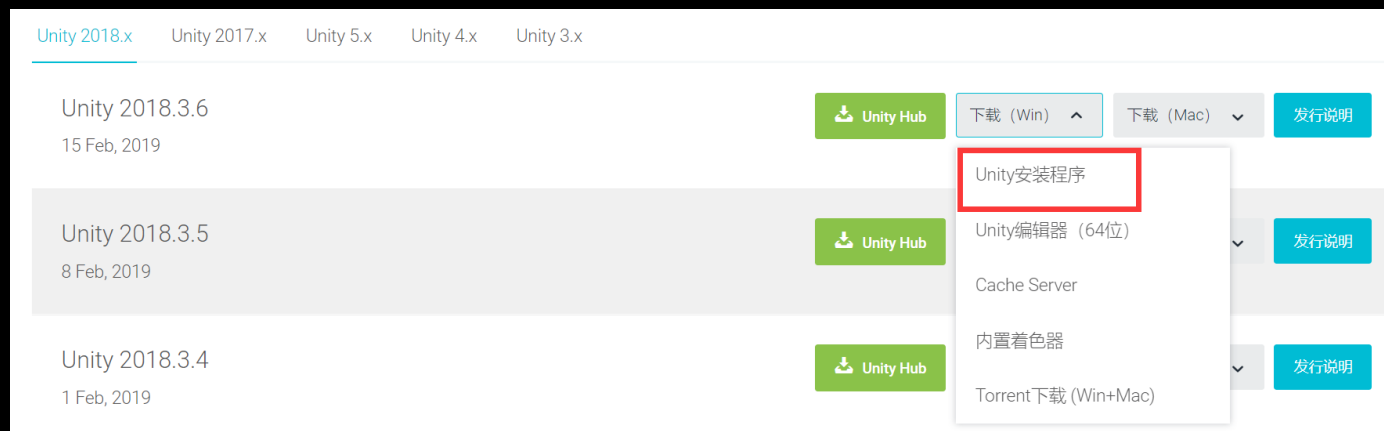 Unity 2018.x Unity 2017.x Unity 5.x Unity 4.x Unity 3.x
Unity 2018.3.6
15 Feb, 2019
Unity Hub 下载（Win） 下载（Mac） 发行说明
Unity安装程序
Unity编辑器（64位）
Cache Server
内置着色器
Torrent下载 (Win+Mac)
Unity 2018.3.5
8 Feb, 2019
Unity Hub 发行说明
Unity 2018.3.4
1 Feb, 2019
Unity Hub 发行说明